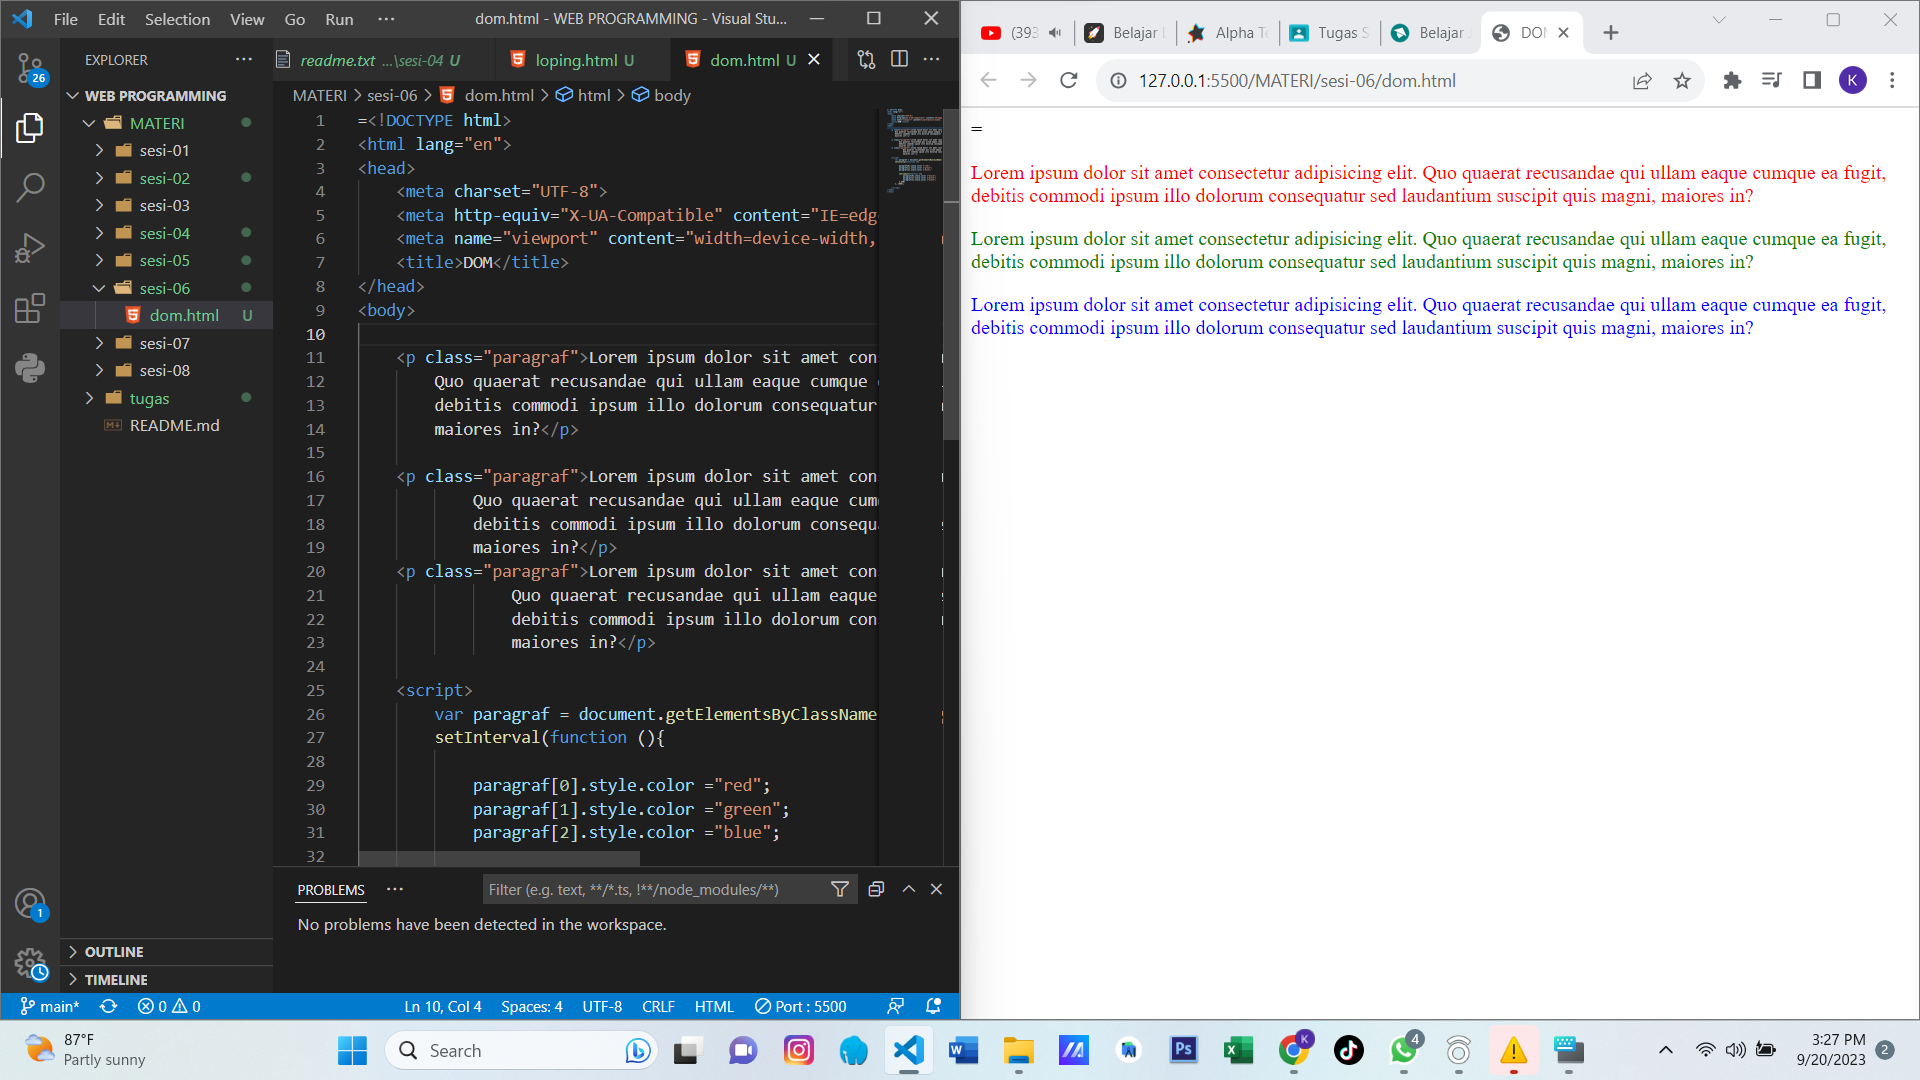 File Edit Selection View Go Run ··· dom.html - WEB PROGRAMMING - Visual Stu...
EXPLORER
readme.txt ...\sesi-04 U
loping.html U
dom.html U
MATERI > sesi-06 > dom.html > html > body
26
WEB PROGRAMMING
MATERI
sesi-01
sesi-02
sesi-03
sesi-04
sesi-05
sesi-06
dom.html U
sesi-07
sesi-08
tugas
README.md
OUTLINE
TIMELINE
1
1 =<!DOCTYPE html>
2 <html lang="en">
3 <head>
4 <meta charset="UTF-8">
5 <meta http-equiv="X-UA-Compatible" content="IE=edge
6 <meta name="viewport" content="width=device-width,
7 <title>DOM</title>
8 </head>
9 <body>
10
11 <p class="paragraf">Lorem ipsum dolor sit amet con
12 Quo quaerat recusandae qui ullam eaque cumque
13 debitis commodi ipsum illo dolorum consequatur
14 maiores in?</p>
15
16 <p class="paragraf">Lorem ipsum dolor sit amet con
17 Quo quaerat recusandae qui ullam eaque cum
18 debitis commodi ipsum illo dolorum consequ
19 maiores in?</p>
20 <p class="paragraf">Lorem ipsum dolor sit amet con
21 Quo quaerat recusandae qui ullam eaque
22 debitis commodi ipsum illo dolorum con
23 maiores in?</p>
24
25 <script>
26 var paragraf = document.getElementsByClassName
27 setInterval(function (){
28
29 paragraf[0].style.color ="red";
30 paragraf[1].style.color ="green";
31 paragraf[2].style.color ="blue";
32
PROBLEMS ···
Filter (e.g. text, **/*.ts, !**/node_modules/**)
No problems have been detected in the workspace.
main* 0 0 Ln 10, Col 4 Spaces: 4 UTF-8 CRLF HTML Port : 5500
(393 Belajar Alpha Tugas Belajar DO
127.0.0.1:5500/MATERI/sesi-06/dom.html
K
=
Lorem ipsum dolor sit amet consectetur adipisicing elit. Quo quaerat recusandae qui ullam eaque cumque ea fugit,
debitis commodi ipsum illo dolorum consequatur sed laudantium suscipit quis magni, maiores in?
Lorem ipsum dolor sit amet consectetur adipisicing elit. Quo quaerat recusandae qui ullam eaque cumque ea fugit,
debitis commodi ipsum illo dolorum consequatur sed laudantium suscipit quis magni, maiores in?
Lorem ipsum dolor sit amet consectetur adipisicing elit. Quo quaerat recusandae qui ullam eaque cumque ea fugit,
debitis commodi ipsum illo dolorum consequatur sed laudantium suscipit quis magni, maiores in?
87°F
Partly sunny
Search
Ps
K
4
3:27 PM
9/20/2023
2